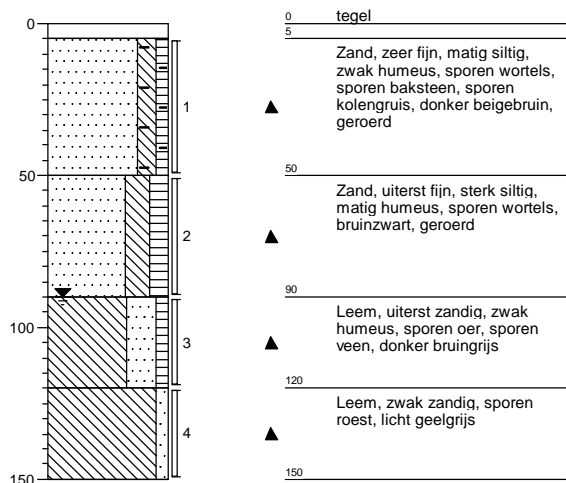 0
50
100
150
1
2
3
4
0 tegel
5
Zand, zeer fijn, matig siltig,
zwak humeus, sporen wortels,
sporen baksteen, sporen
kolengruis, donker beigebruin,
geroerd
50
Zand, uiterst fijn, sterk siltig,
matig humeus, sporen wortels,
bruinzwart, geroerd
90
Leem, uiterst zandig, zwak
humeus, sporen oer, sporen
veen, donker bruingrijs
120
Leem, zwak zandig, sporen
roest, licht geelgrijs
150